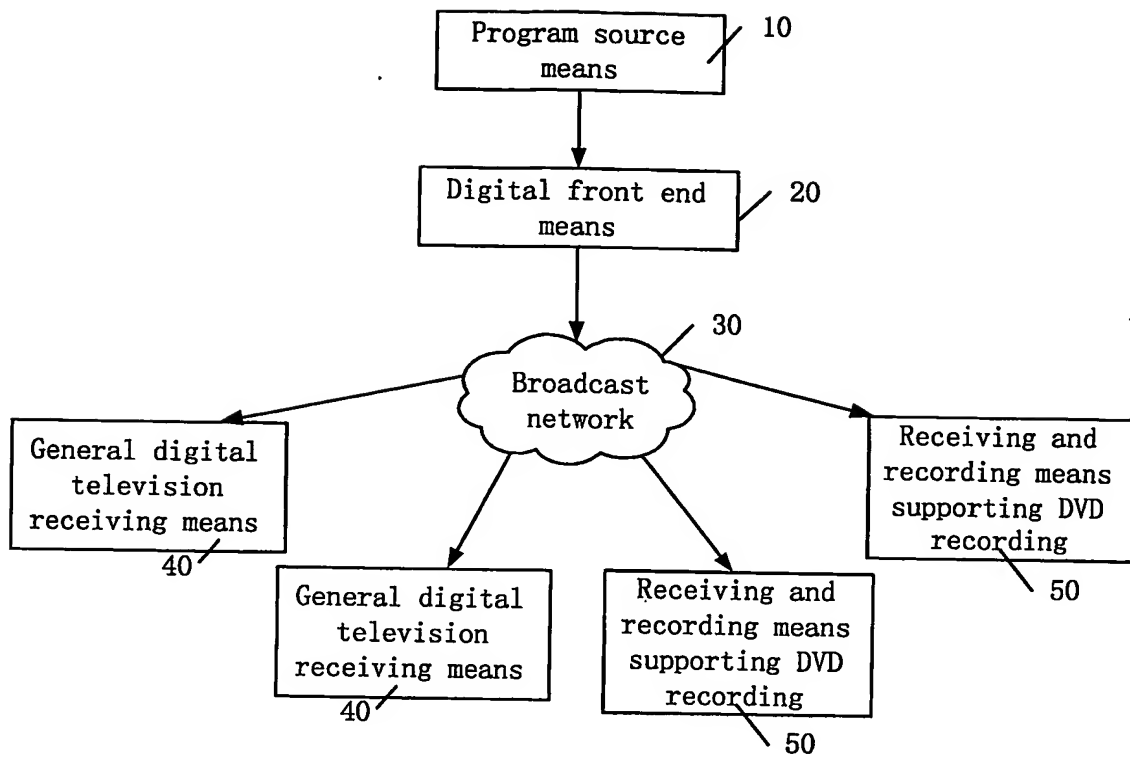 Program source
means
10
Digital front end
means
20
30
Broadcast
network
General digital
television
receiving means
40
General digital
television
receiving means
40
Receiving and
recording means
supporting DVD
recording
50
Receiving and
recording means
supporting DVD
recording
50